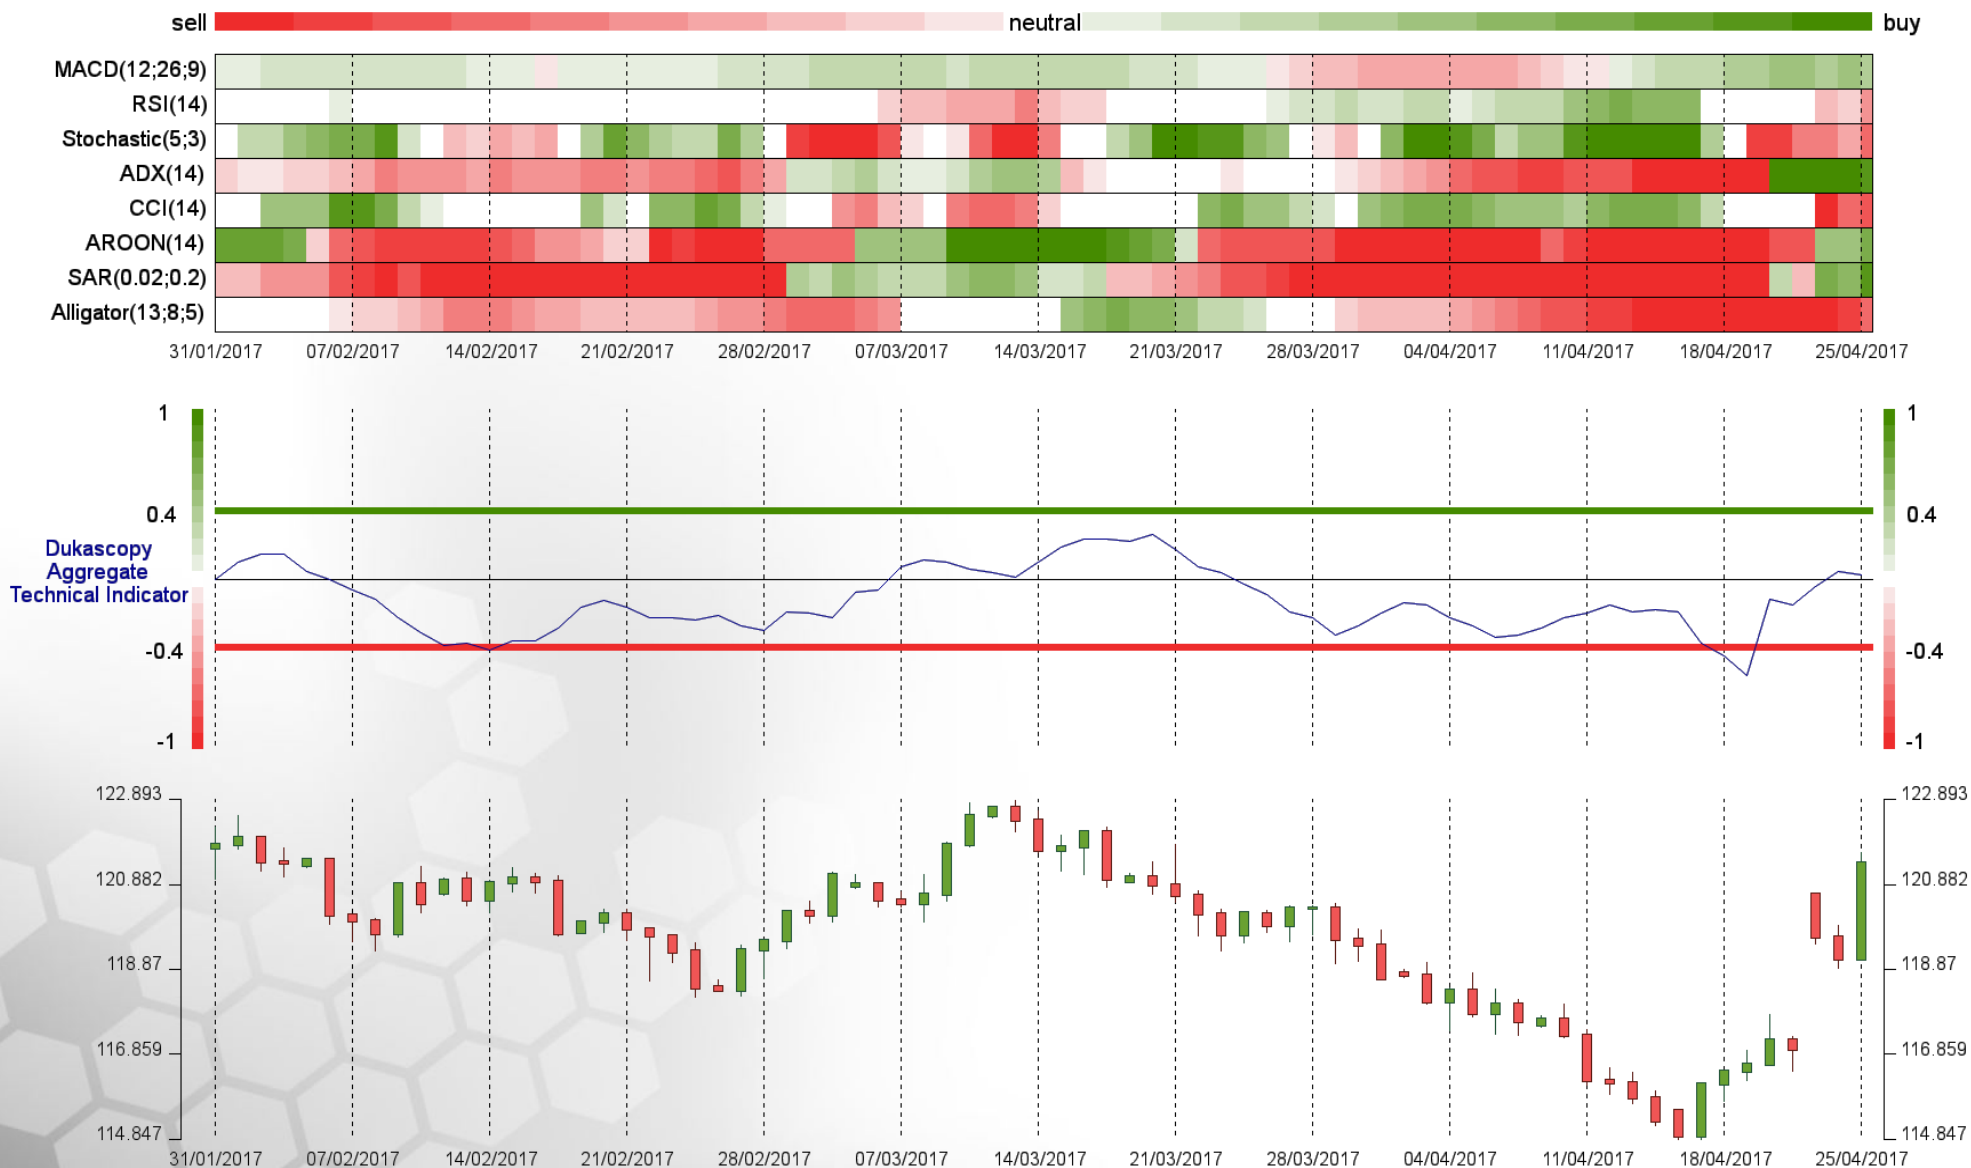 sell neutral buy
MACD(12;26;9)
RSI(14)
Stochastic(5;3)
ADX(14)
CCI(14)
AROON(14)
SAR(0.02;0.2)
Alligator(13;8;5)
31/01/2017 07/02/2017 14/02/2017 21/02/2017 28/02/2017 07/03/2017 14/03/2017 21/03/2017 28/03/2017 04/04/2017 11/04/2017 18/04/2017 25/04/2017
1 1
0.4 0.4
Dukascopy
Aggregate
Technical Indicator
-0.4 -0.4
-1 -1
122.893 122.893
120.882 120.882
118.87 118.87
116.859 116.859
114.847 114.847
31/01/2017 07/02/2017 14/02/2017 21/02/2017 28/02/2017 07/03/2017 14/03/2017 21/03/2017 28/03/2017 04/04/2017 11/04/2017 18/04/2017 25/04/2017